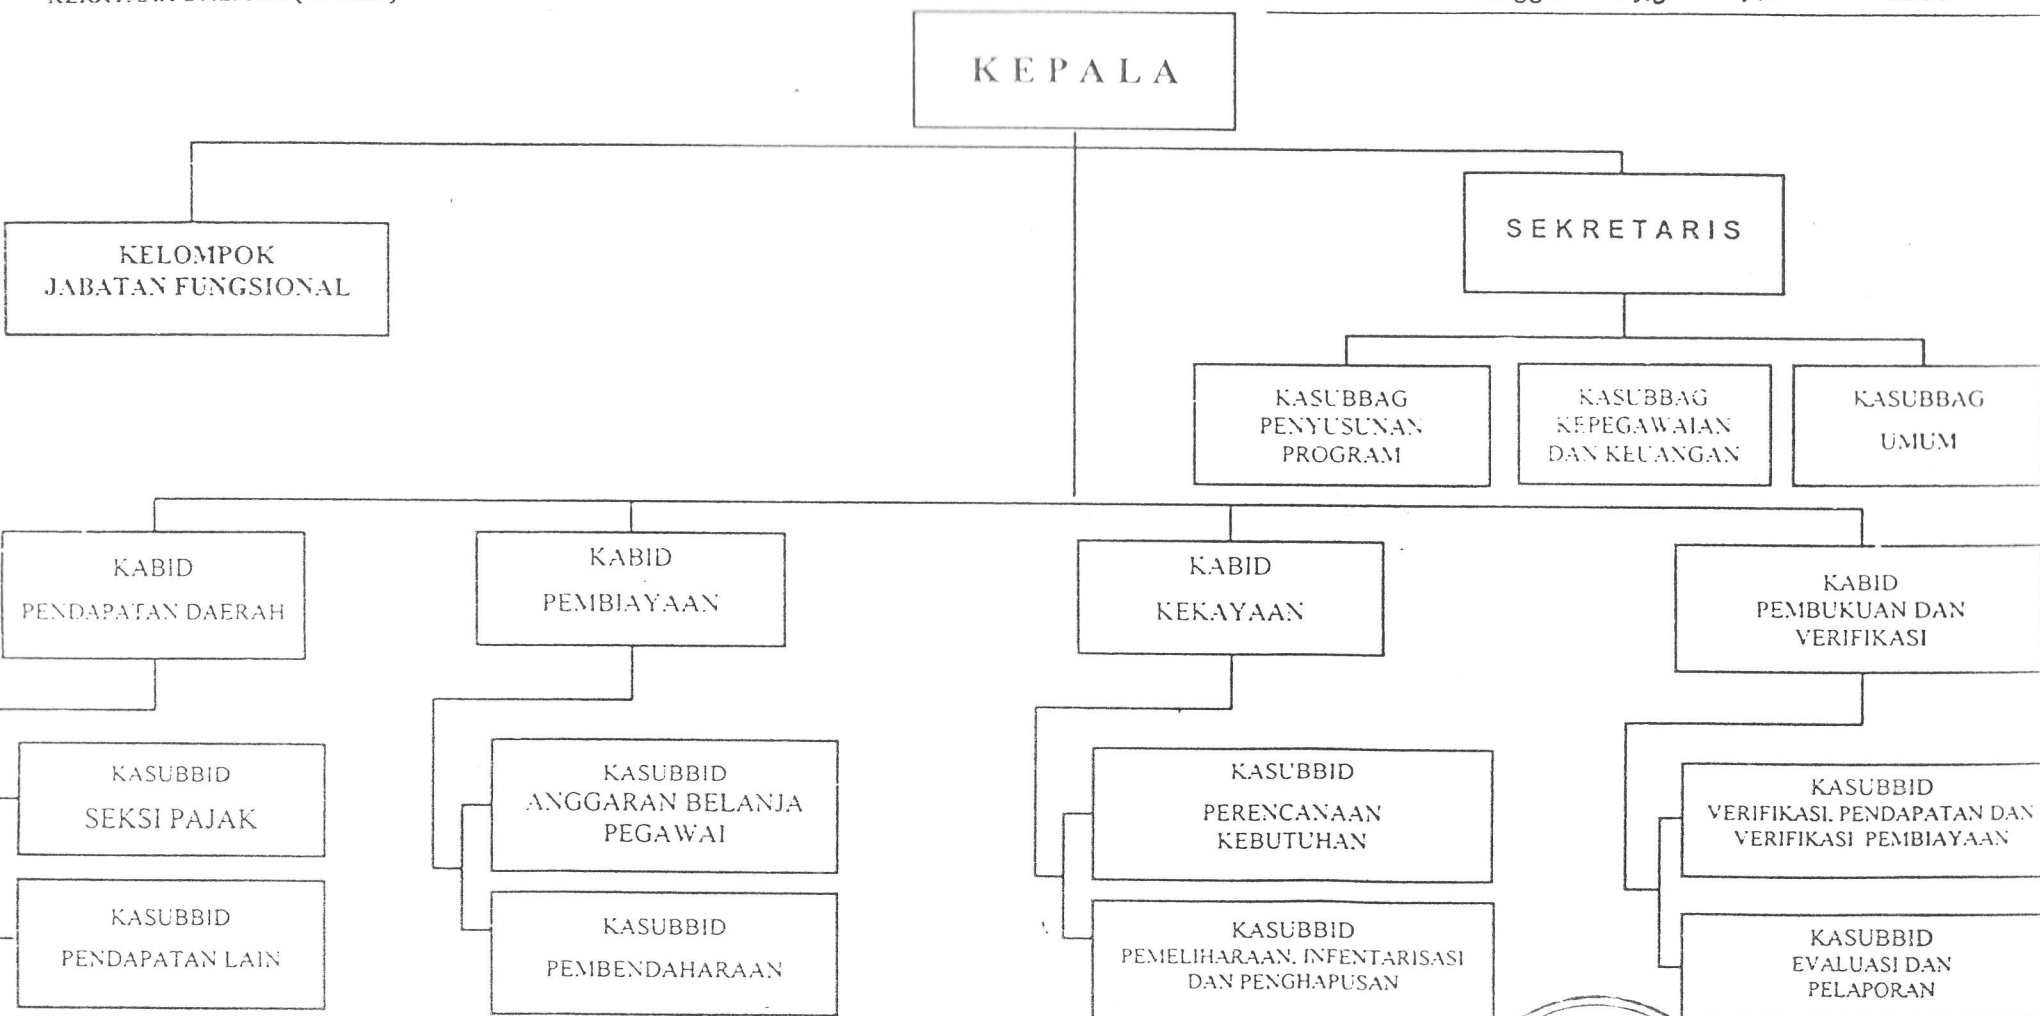 KEPALA
SEKRETARIS
KELOMPOK
JABATAN FUNGSIONAL
KASUBBAG
PENYUSUNAN
PROGRAM
KASUBBAG
KEPEGAWAIAN
DAN KEUANGAN
KASUBBAG
UMUM
KABID
PENDAPATAN DAERAH
KABID
PEMBIAYAAN
KABID
KEKAYAAN
KABID
PEMBUKUAN DAN
VERIFIKASI
KASUBBID
SEKSI PAJAK
KASUBBID
ANGGARAN BELANJA
PEGAWAI
KASUBBID
PERENCANAAN
KEBUTUHAN
KASUBBID
VERIFIKASI. PENDAPATAN DAN
VERIFIKASI PEMBIAYAAN
KASUBBID
PENDAPATAN LAIN
KASUBBID
PEMBENDAHARAAN
KASUBBID
PEMELIHARAAN. INFENTARISASI
DAN PENGHAPUSAN
KASUBBID
EVALUASI DAN
PELAPORAN